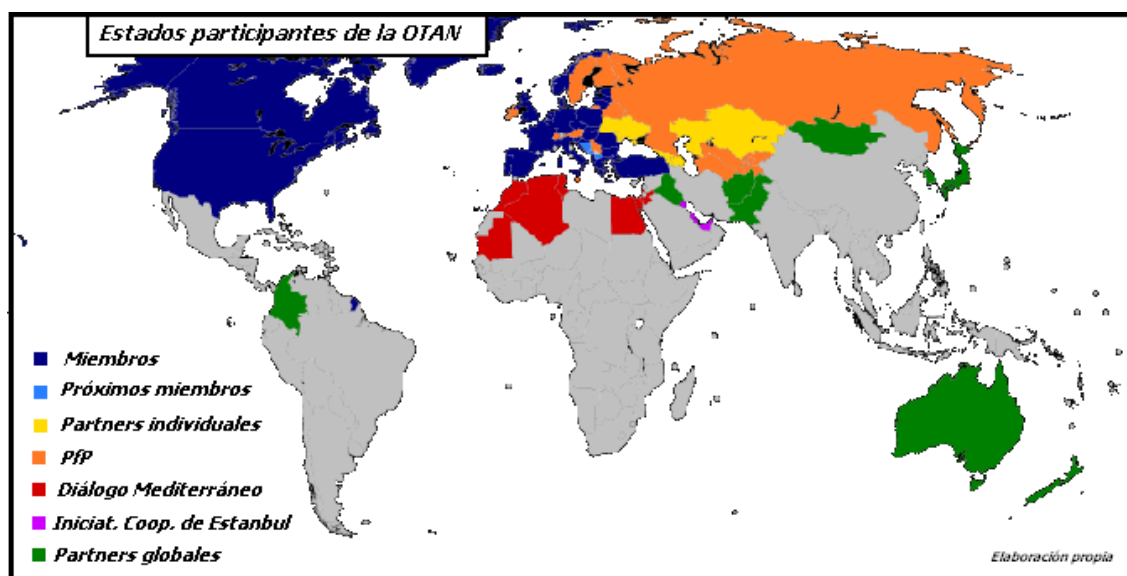 Estados participantes de la OTAN
Miembros
Próximos miembros
Partners individuales
PfP
Diálogo Mediterráneo
Iniciat. Coop. de Estanbul
Partners globales
Elaboración propia